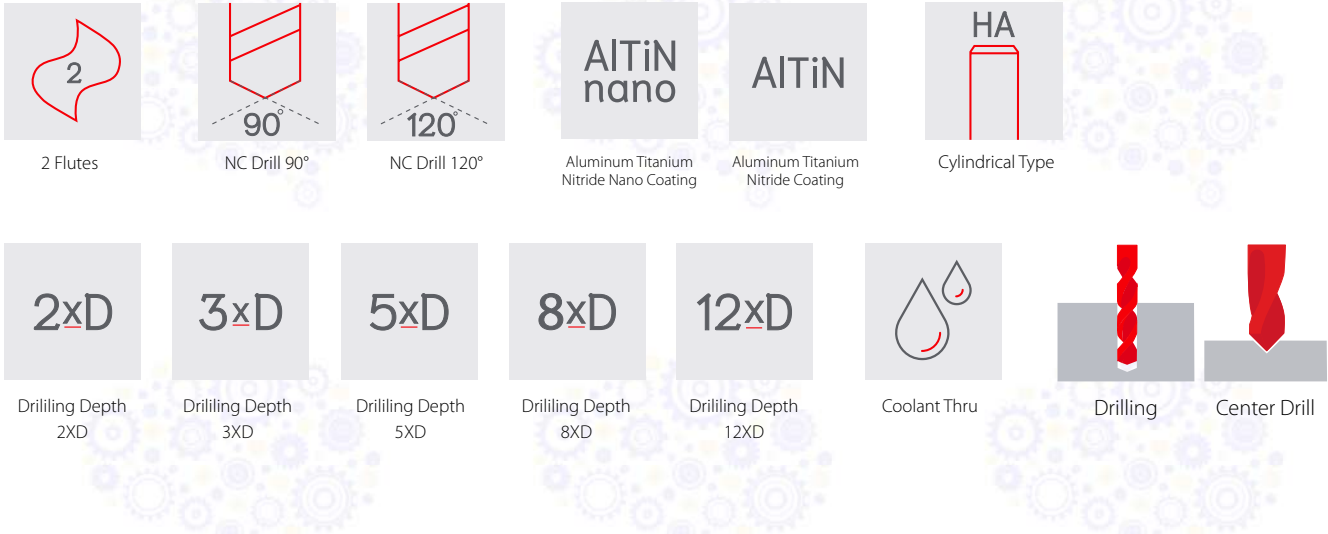 2
2 Flutes
90°
NC Drill 90°
120°
NC Drill 120°
AlTiN
nano
Aluminum Titanium
Nitride Nano Coating
AlTiN
Aluminum Titanium
Nitride Coating
HA
Cylindrical Type
2xD
Drililing Depth
2XD
3xD
Drililing Depth
3XD
5xD
Drililing Depth
5XD
8xD
Drililing Depth
8XD
12xD
Drililing Depth
12XD
Coolant Thru
Drilling
Center Drill